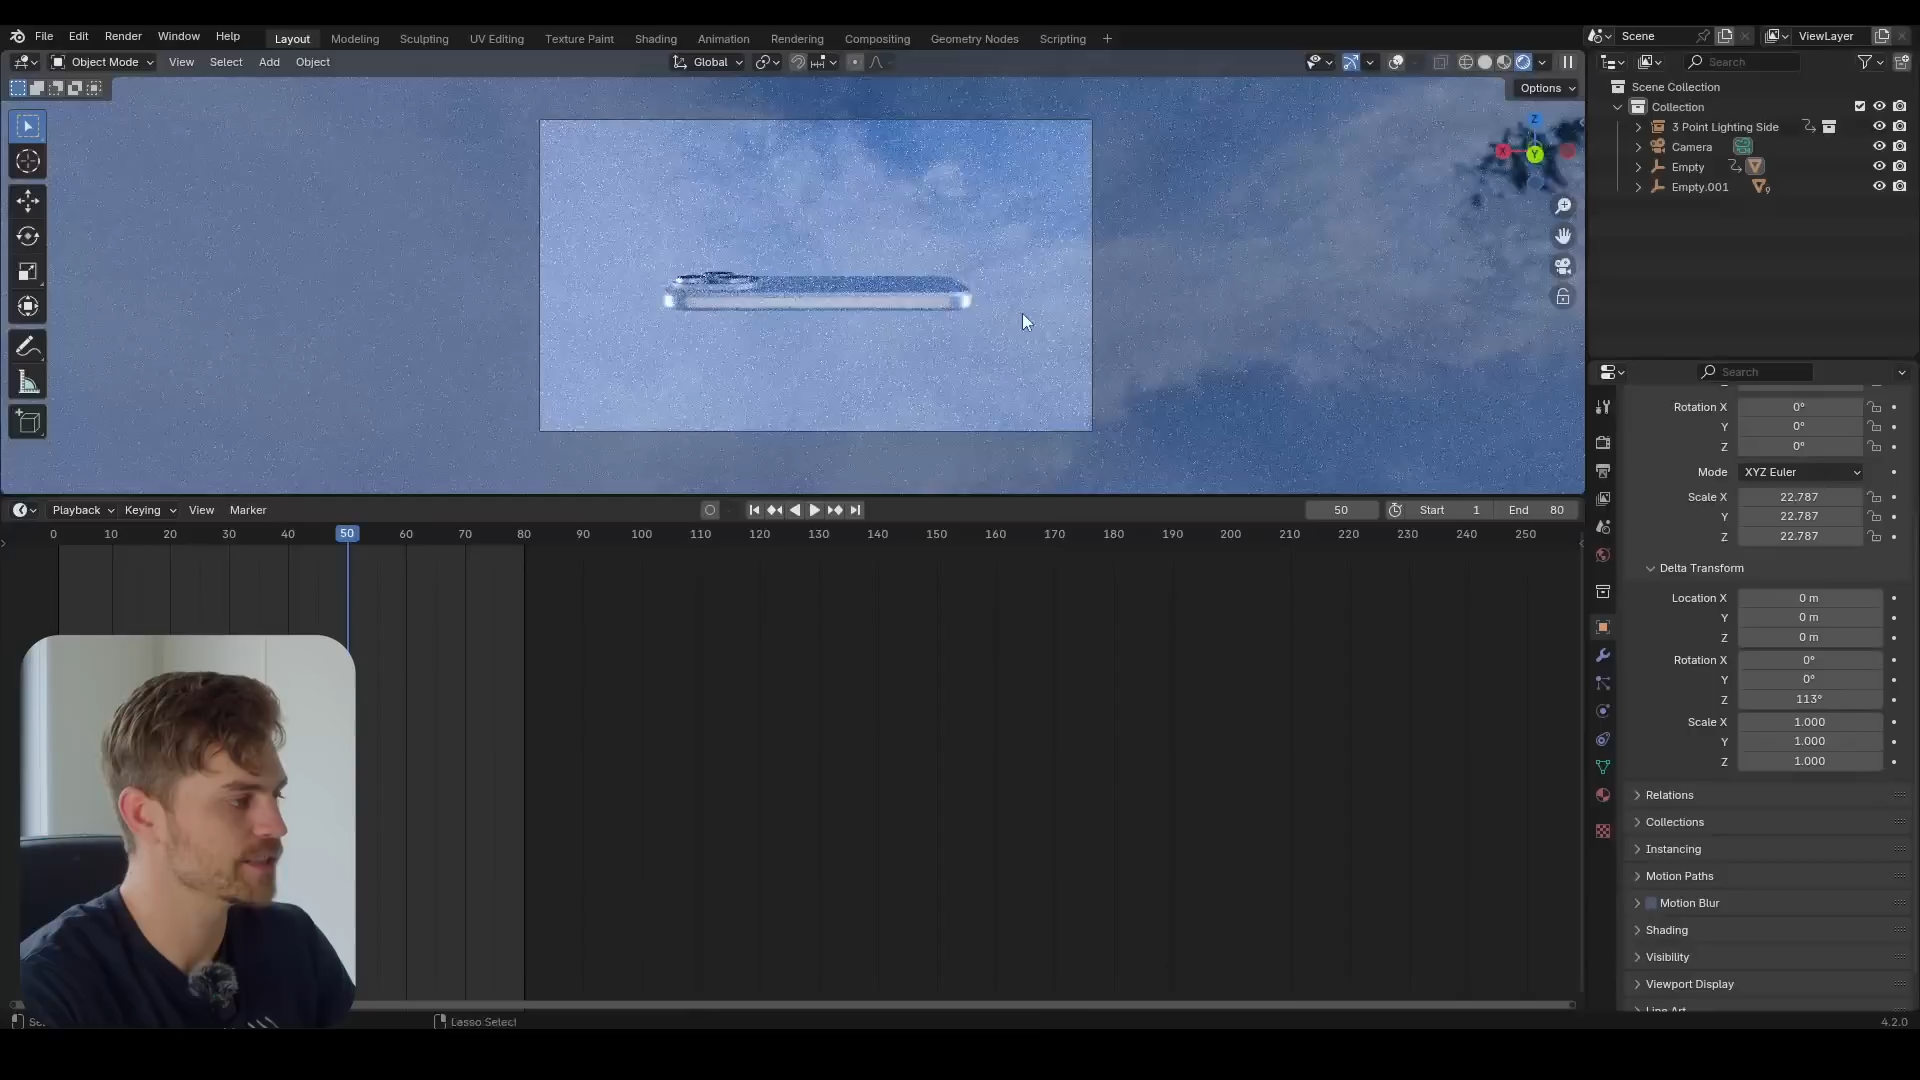 File Edit Render Window Help Layout Modeling Sculpting UV Editing Texture Paint Shading Animation Rendering Compositing Geometry Nodes Scripting + Scene ViewLayer
Object Mode View Select Add Object Global Search
Options
Scene Collection
Collection
3 Point Lighting Side
Camera
Empty
Empty.001
9
Z
X
Y
Search
Rotation X 0°
Y 0°
Z 0°
Mode XYZ Euler
Scale X 22.787
Y 22.787
Z 22.787
Playback Keying View Marker 50 Start 1 End 80
0 10 20 30 40 50 60 70 80 90 100 110 120 130 140 150 160 170 180 190 200 210 220 230 240 250
Delta Transform
Location X 0 m
Y 0 m
Z 0 m
Rotation X 0°
Y 0°
Z 113°
Scale X 1.000
Y 1.000
Z 1.000
Relations
Collections
Instancing
Motion Paths
Motion Blur
Shading
Visibility
Viewport Display
Line Art
Lasso Select
4.2.0